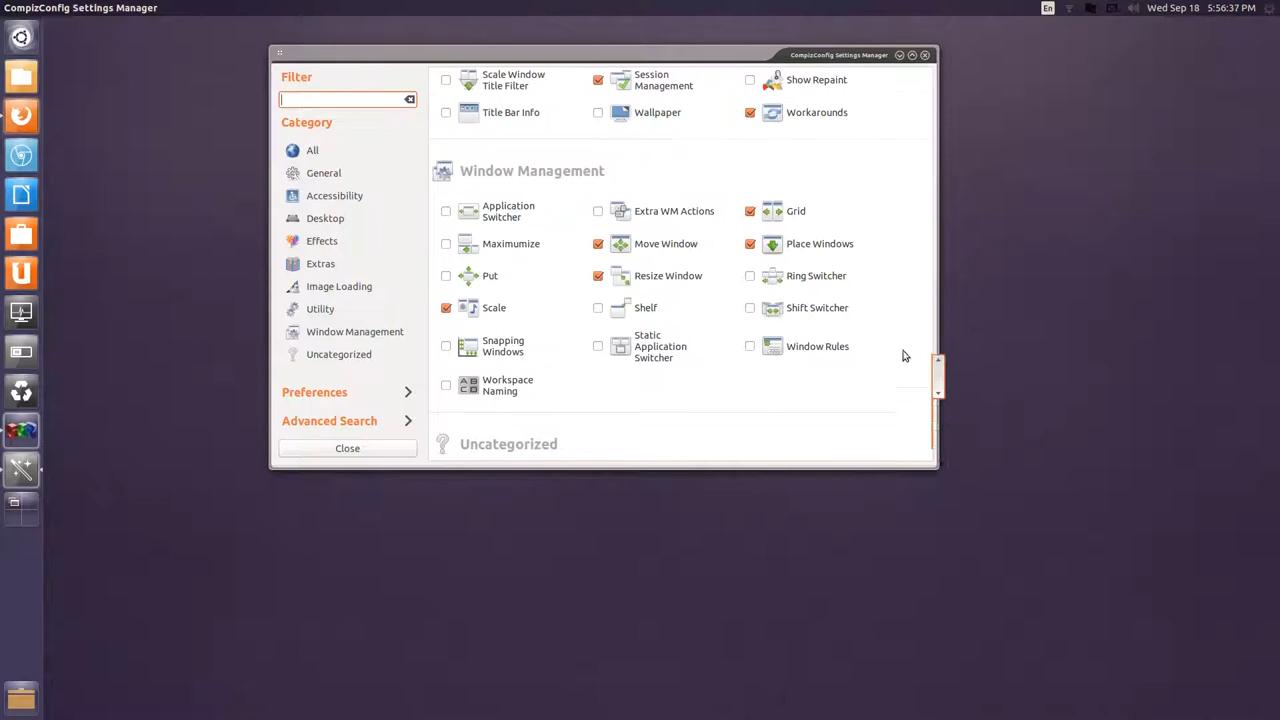 CompizConfig Settings Manager
En
Wed Sep 18 5:56:37 PM
CompizConfig Settings Manager
Filter
Category
All
General
Accessibility
Desktop
Effects
Extras
Image Loading
Utility
Window Management
Uncategorized
Preferences
Advanced Search
Close
Scale Window
Title Filter
Session
Management
Show Repaint
Title Bar Info
Wallpaper
Workarounds
Window Management
Application
Switcher
Extra WM Actions
Grid
Maximumize
Move Window
Place Windows
Put
Resize Window
Ring Switcher
Scale
Shelf
Shift Switcher
Snapping
Windows
Static
Application
Switcher
Window Rules
Workspace
Naming
Uncategorized